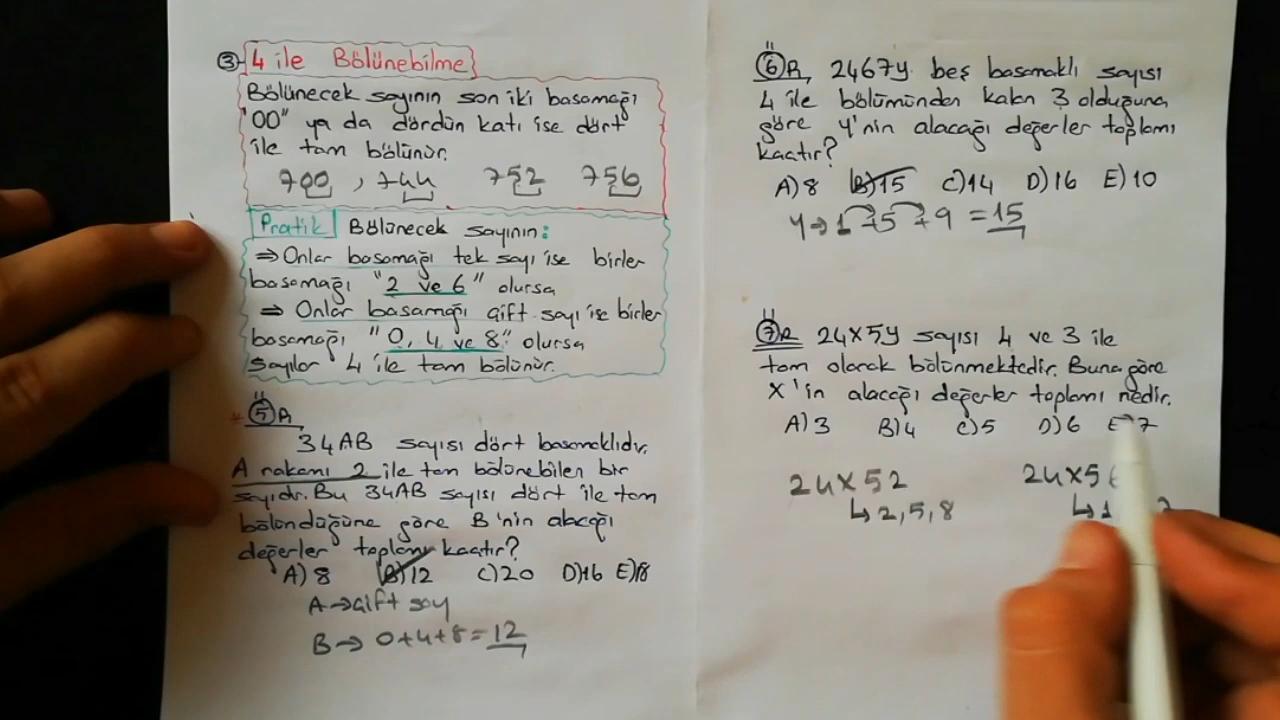 ③ 4 ile Bölünebilme
Bölünecek sayının son iki basamağı
"00" ya da dördün katı ise dört
ile tam bölünür.
700, 744 752 756
Pratik Bölünecek sayının:
⇒ Onlar basamağı tek sayı ise birler
basamağı "2 ve 6" olursa
⇒ Onlar basamağı çift sayı ise birler
basamağı "0, 4 ve 8" olursa
sayılar 4 ile tam bölünür.
* ⑤R
34AB sayısı dört basamaklıdır.
A rakamı 2 ile tam bölünebilen bir
sayıdır. Bu 34AB sayısı dört ile tam
bölündüğüne göre B'nin alacağı
değerler toplamı kaçtır?
A) 8 B) 12 C) 20 D) 16 E) 18
A → çift sayı
B → 0+4+8=12
⑥R, 2467y beş basamaklı sayısı
4 ile bölümünden kalan 3 olduğuna
göre Y'nin alacağı değerler toplamı
kaçtır?
A) 8 B) 15 C) 14 D) 16 E) 10
Y → 1 + 5 + 9 = 15
⑦R 24X5Y sayısı 4 ve 3 ile
tam olarak bölünmektedir. Buna göre
X'in alacağı değerler toplamı nedir.
A) 3 B) 4 C) 5 D) 6 E) 7
24X52 24X56
↳ 2, 5, 8 ↳ 1